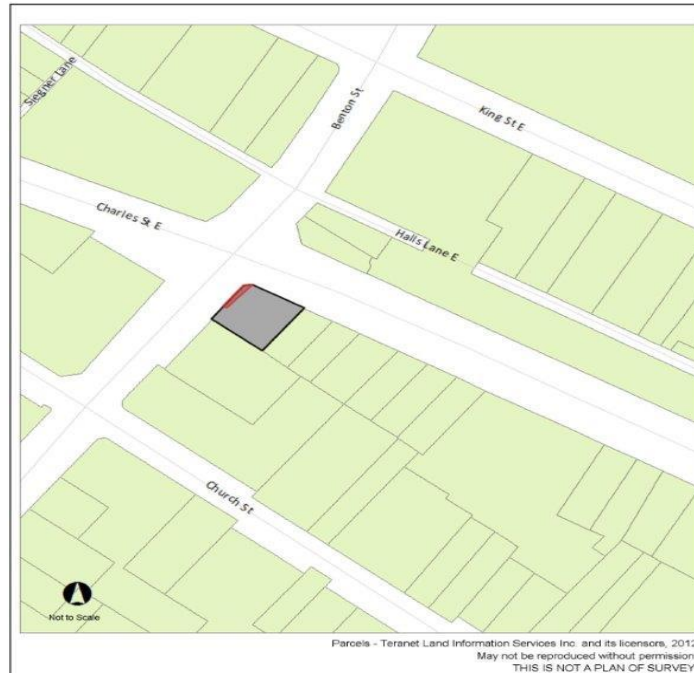 Siegner Lane
Benton St
King St E
Charles St E
Halls Lane E
Church St
Not to Scale
Parcels - Teranet Land Information Services Inc. and its licensors, 2012
May not be reproduced without permission
THIS IS NOT A PLAN OF SURVEY